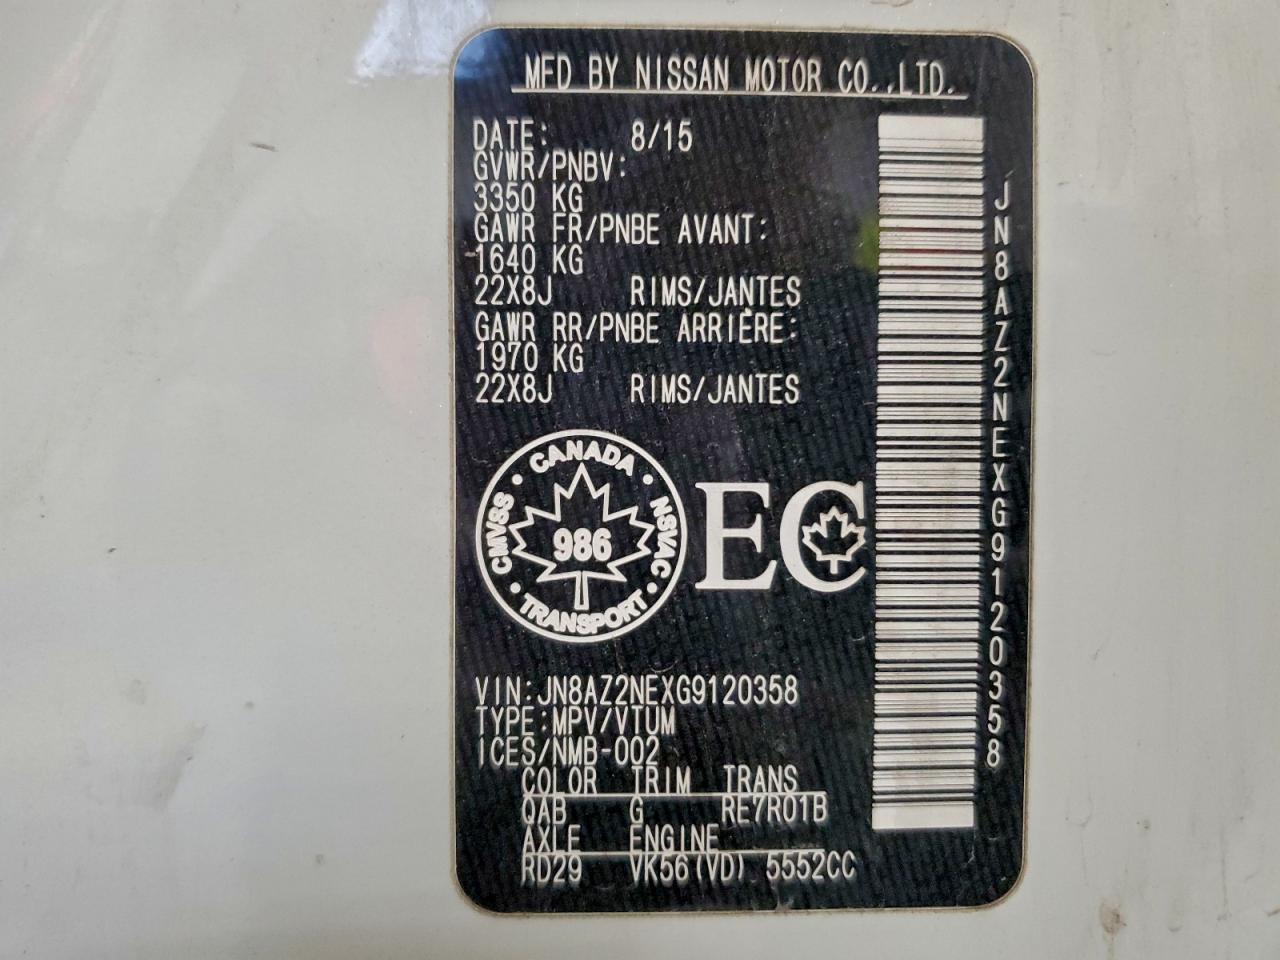 MFD BY NISSAN MOTOR CO.,LTD.
DATE: 8/15
GVWR/PNBV:
3350 KG
GAWR FR/PNBE AVANT:
1640 KG
22X8J RIMS/JANTES
GAWR RR/PNBE ARRIÈRE:
1970 KG
22X8J RIMS/JANTES
CANADA
CMVSS
986
NSVAC
TRANSPORT
EC
VIN:JN8AZ2NEXG9120358
TYPE:MPV/VTUM
ICES/NMB-002
COLOR TRIM TRANS
QAB G RE7R01B
AXLE ENGINE
RD29 VK56(VD) 5552CC
JN8AZ2NEXG9120358